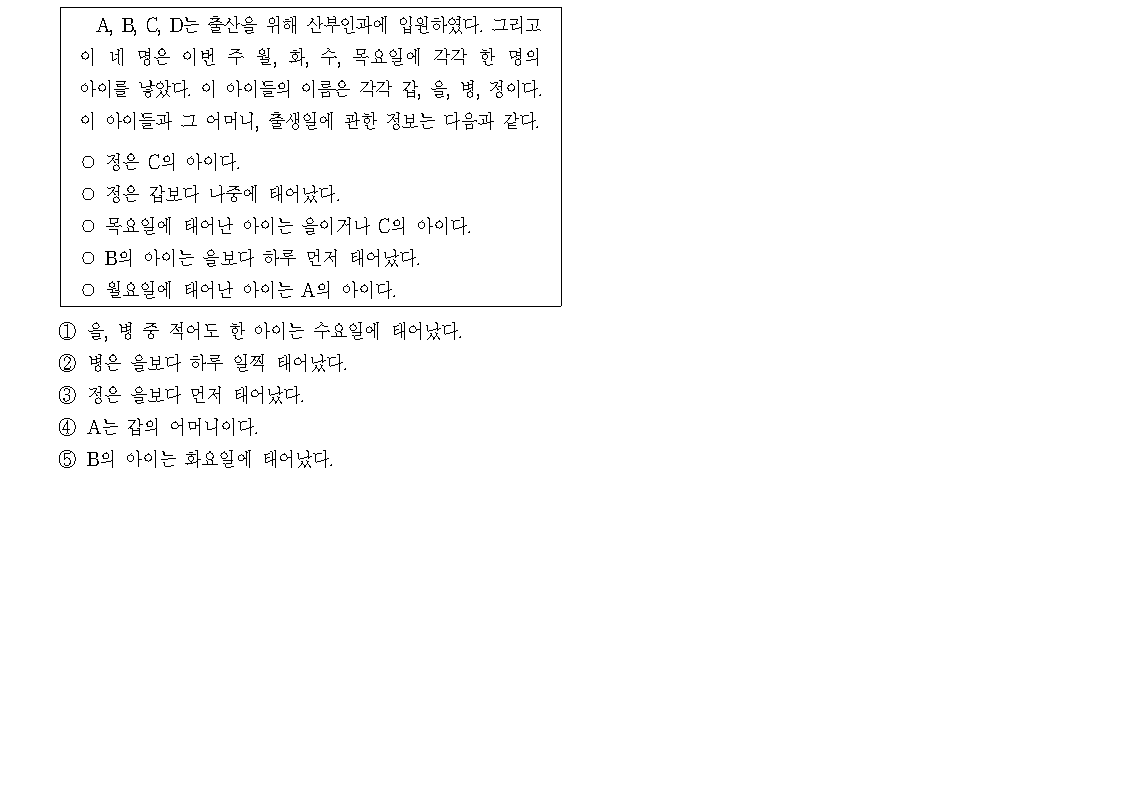 A, B, C, D는 출산을 위해 산부인과에 입원하였다. 그리고
이 네 명은 이번 주 월, 화, 수, 목요일에 각각 한 명의
아이를 낳았다. 이 아이들의 이름은 각각 갑, 을, 병, 정이다.
이 아이들과 그 어머니, 출생일에 관한 정보는 다음과 같다.
○ 정은 C의 아이다.
○ 정은 갑보다 나중에 태어났다.
○ 목요일에 태어난 아이는 을이거나 C의 아이다.
○ B의 아이는 을보다 하루 먼저 태어났다.
○ 월요일에 태어난 아이는 A의 아이다.
① 을, 병 중 적어도 한 아이는 수요일에 태어났다.
② 병은 을보다 하루 일찍 태어났다.
③ 정은 을보다 먼저 태어났다.
④ A는 갑의 어머니이다.
⑤ B의 아이는 화요일에 태어났다.